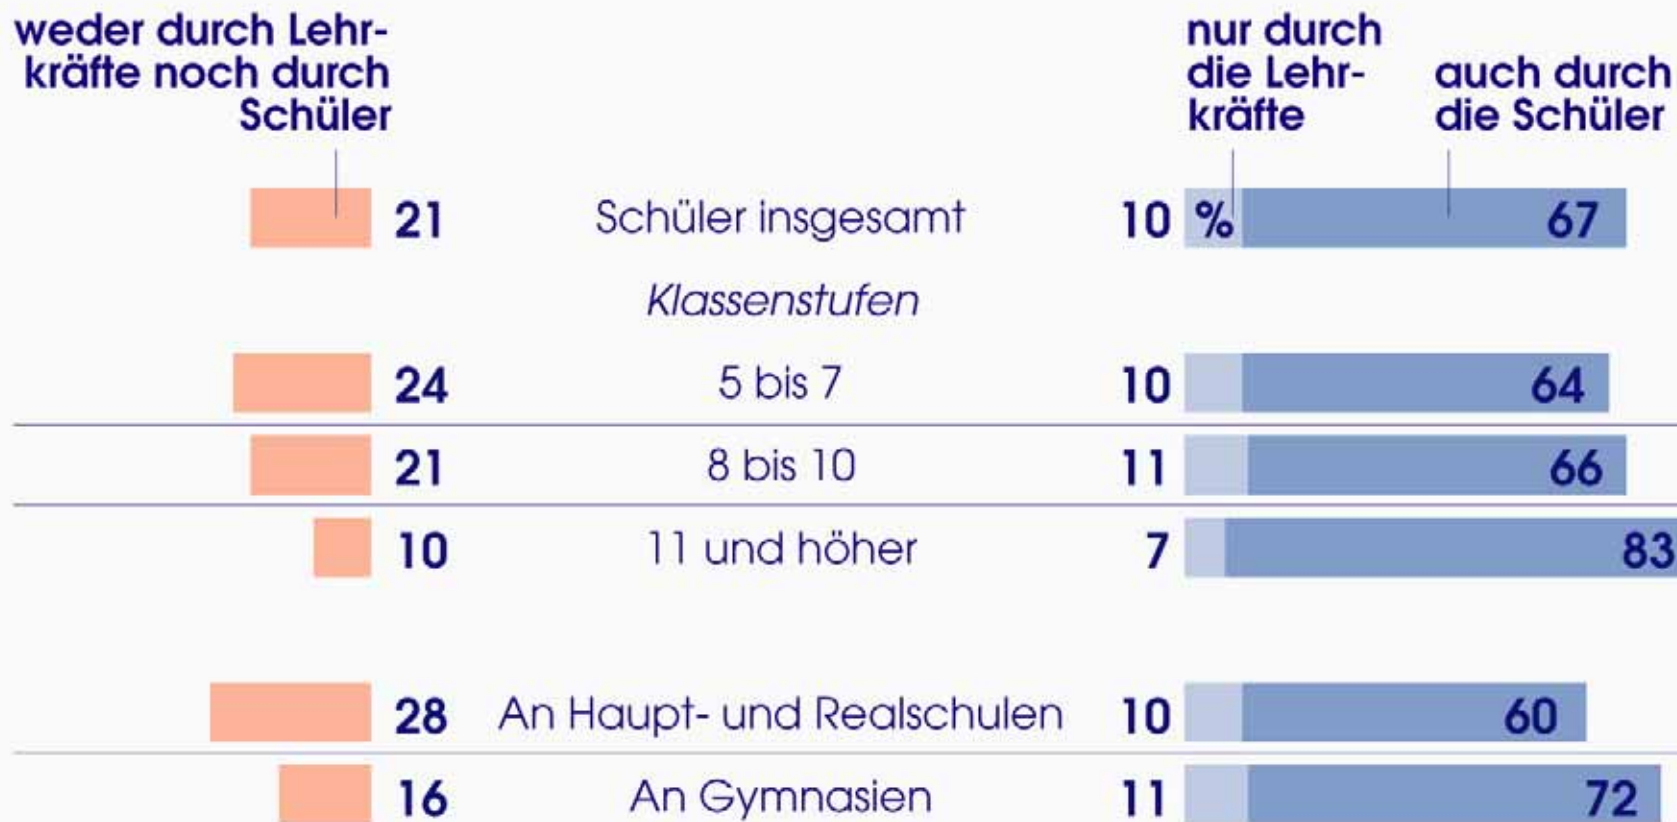 weder durch Lehr-
kräfte noch durch
Schüler
nur durch
die Lehr-
kräfte
auch durch
die Schüler
21 Schüler insgesamt 10 % 67
Klassenstufen
24 5 bis 7 10 64
21 8 bis 10 11 66
10 11 und höher 7 83
28 An Haupt- und Realschulen 10 60
16 An Gymnasien 11 72